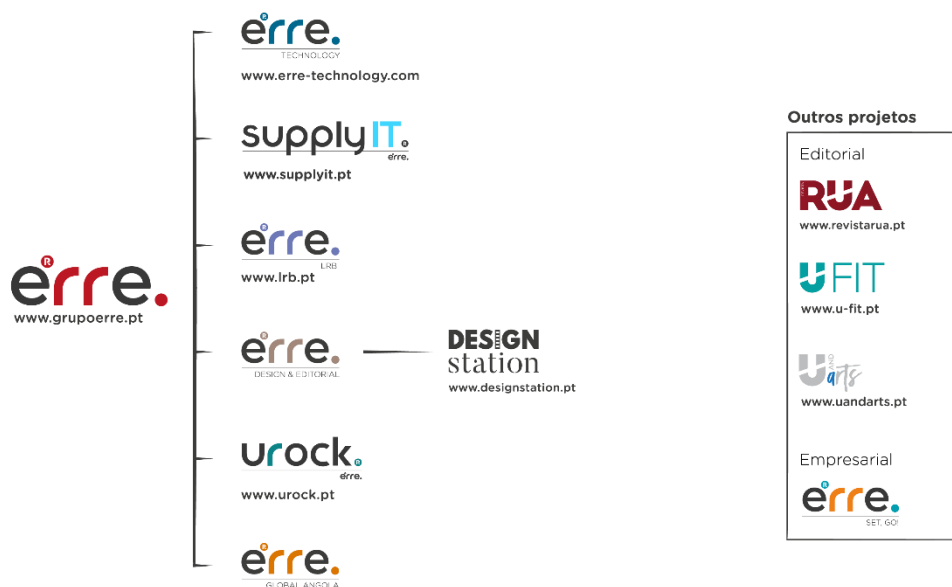 erre.
www.grupoerre.pt
erre.
TECHNOLOGY
www.erre-technology.com
supplyIT.
erre.
www.supplyit.pt
erre.
LRB
www.lrb.pt
erre.
DESIGN & EDITORIAL
DESIGN
station
www.designstation.pt
urock.
erre.
www.urock.pt
erre.
GLOBAL ANGOLA
Outros projetos
Editorial
RUA
www.revistarua.pt
U FIT
www.u-fit.pt
U AND arts
www.uandarts.pt
Empresarial
erre.
SET, GO!